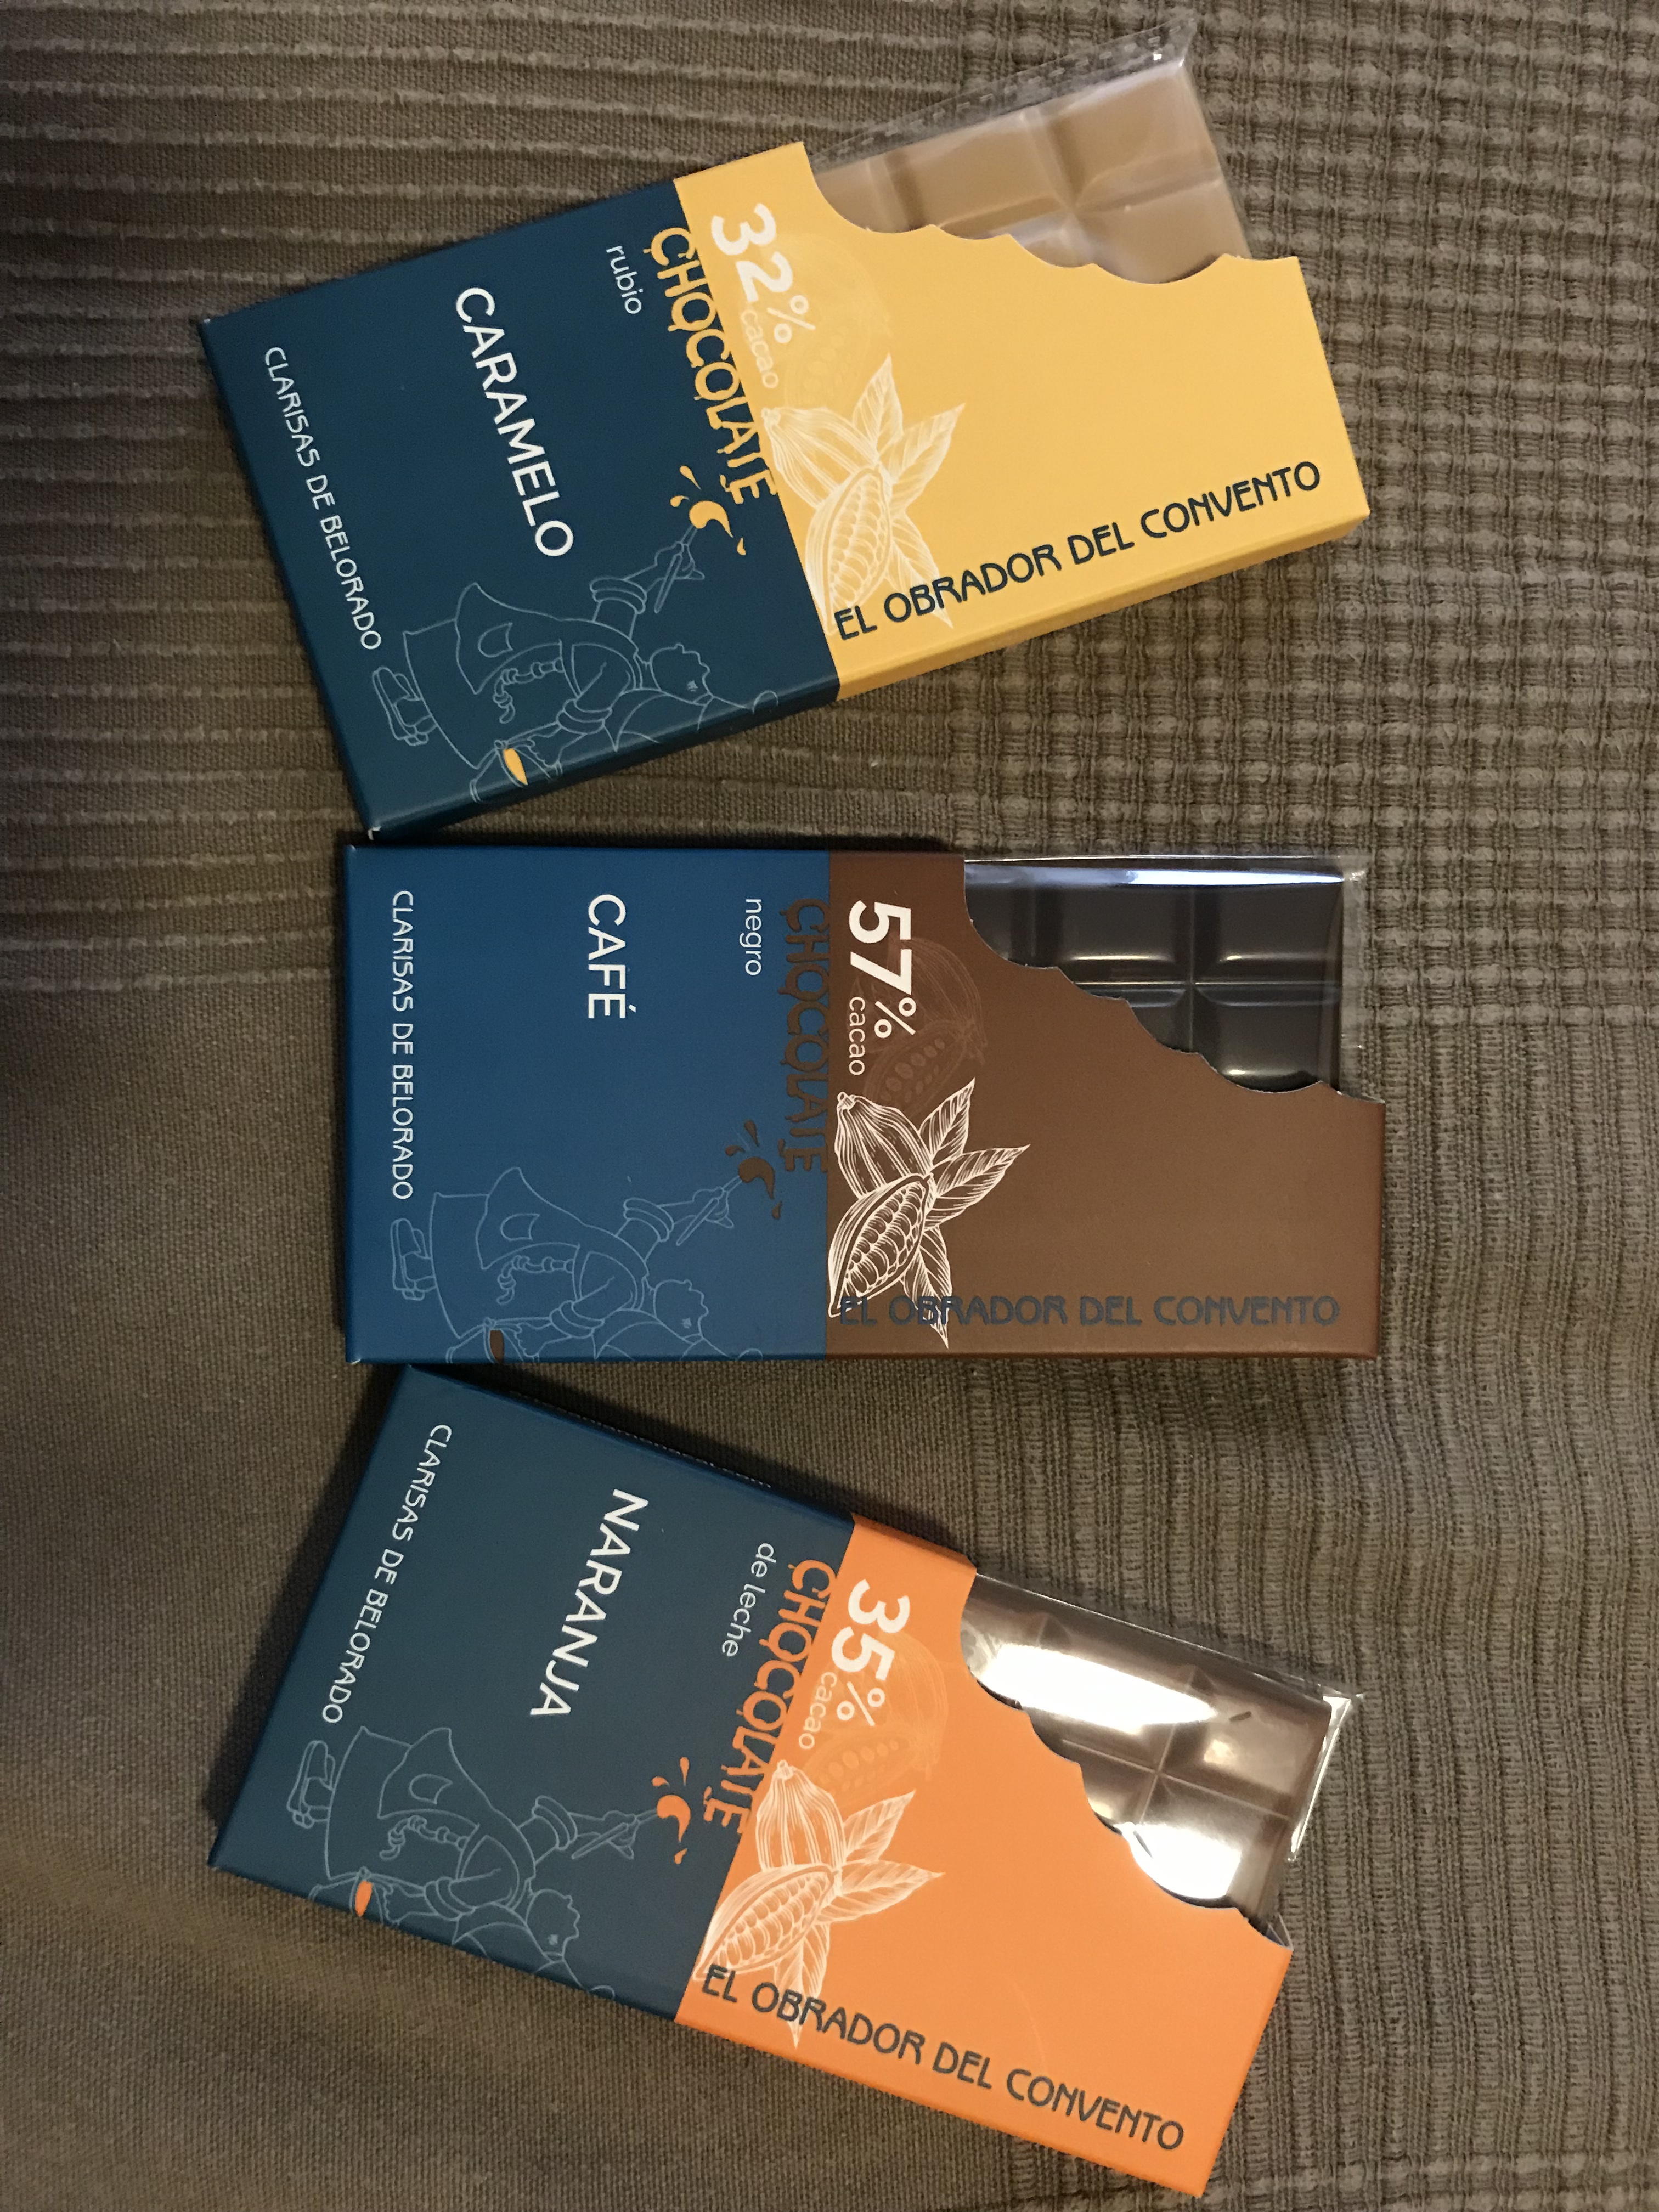 EL OBRADOR DEL CONVENTO
32% cacao
CHOCOLATE
rubio
CARAMELO
CLARISAS DE BELORADO
EL OBRADOR DEL CONVENTO
57% cacao
CHOCOLATE
negro
CAFÉ
CLARISAS DE BELORADO
EL OBRADOR DEL CONVENTO
35% cacao
CHOCOLATE
de leche
NARANJA
CLARISAS DE BELORADO